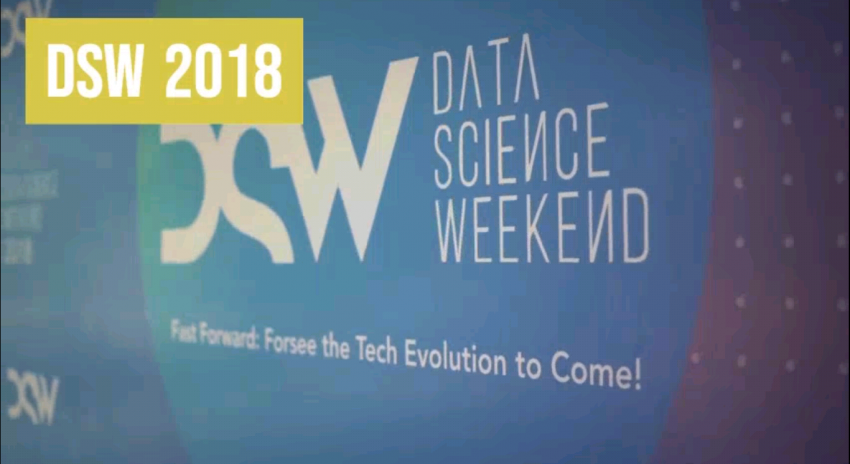 DSW 2018
DSW
DATA
SCIENCE
WEEKEND
Fast Forward: Forsee the Tech Evolution to Come!
DSW